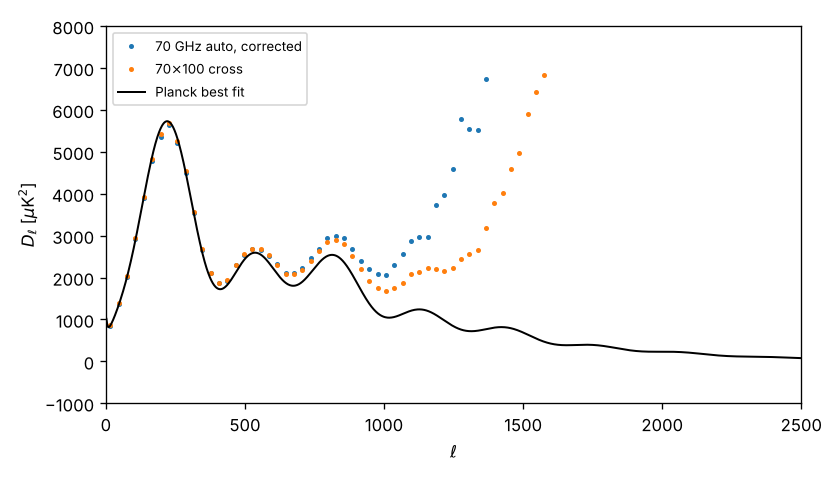 8000
7000
6000
5000
4000
3000
2000
1000
0
−1000
0 500 1000 1500 2000 2500
Dℓ [μK²]
ℓ
70 GHz auto, corrected
70×100 cross
Planck best fit